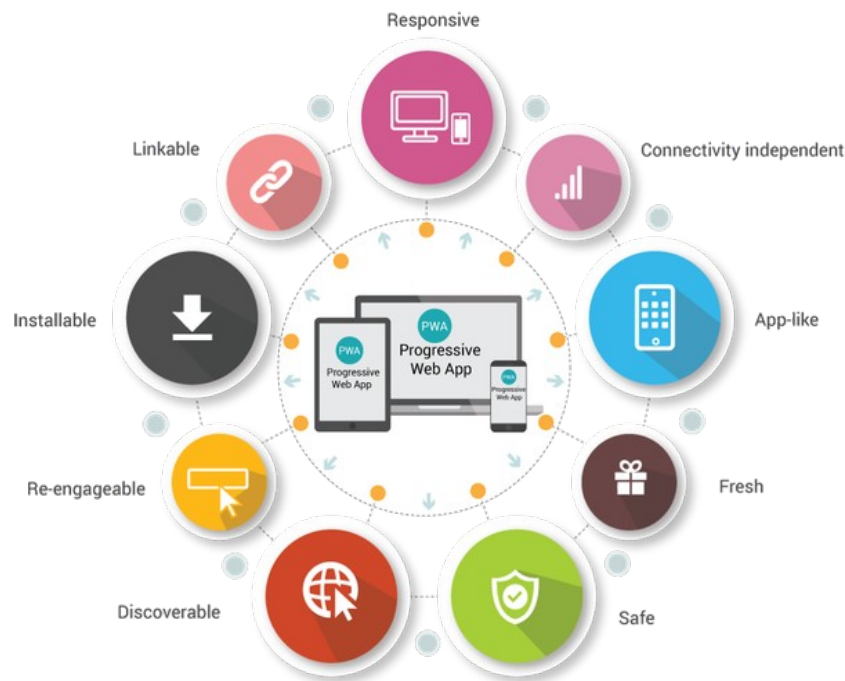 Responsive
Linkable
Connectivity independent
Installable
App-like
PWA
Progressive
Web App
PWA
Progressive
Web App
PWA
Progressive
Web App
Re-engageable
Fresh
Discoverable
Safe